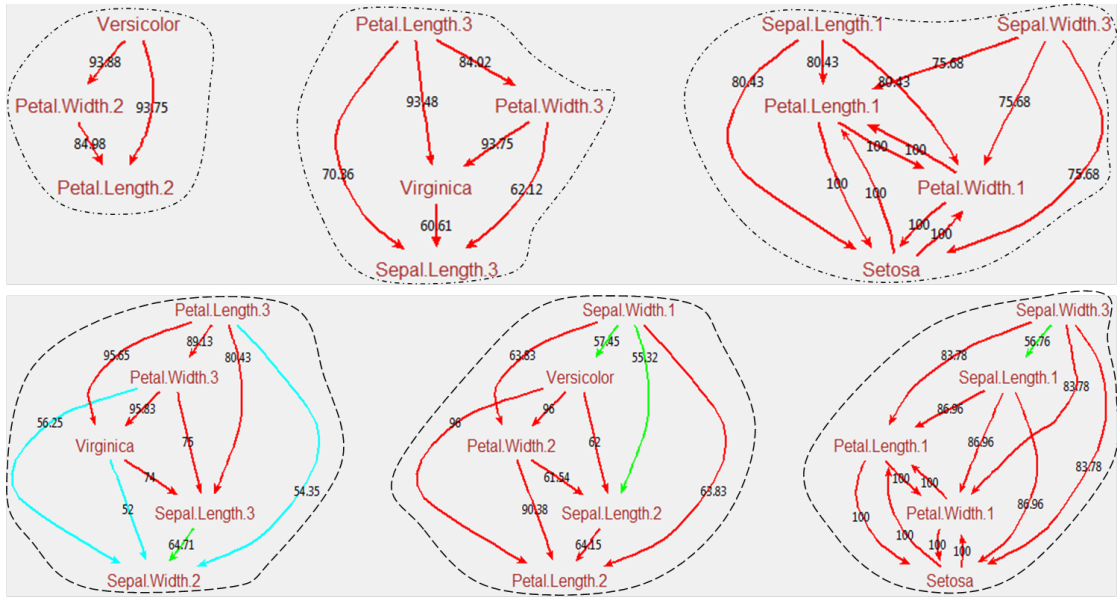 Versicolor
93.88
Petal.Width.2
93.75
84.98
Petal.Length.2
Petal.Length.3
84.02
93.48
Petal.Width.3
93.75
70.36
Virginica
62.12
60.61
Sepal.Length.3
Sepal.Length.1
Sepal.Width.3
80.43
80.43
80.43
75.68
Petal.Length.1
75.68
100
100
100
100
Petal.Width.1
75.68
100
100
Setosa
Petal.Length.3
95.65
89.13
80.43
Petal.Width.3
56.25
95.83
Virginica
75
74
54.35
52
Sepal.Length.3
64.71
Sepal.Width.2
Sepal.Width.1
63.83
57.45
55.32
Versicolor
96
96
Petal.Width.2
62
61.54
63.83
90.38
Sepal.Length.2
64.15
Petal.Length.2
Sepal.Width.3
83.78
56.76
Sepal.Length.1
83.78
86.96
Petal.Length.1
86.96
83.78
100
100
86.96
100
Petal.Width.1
100
100
Setosa